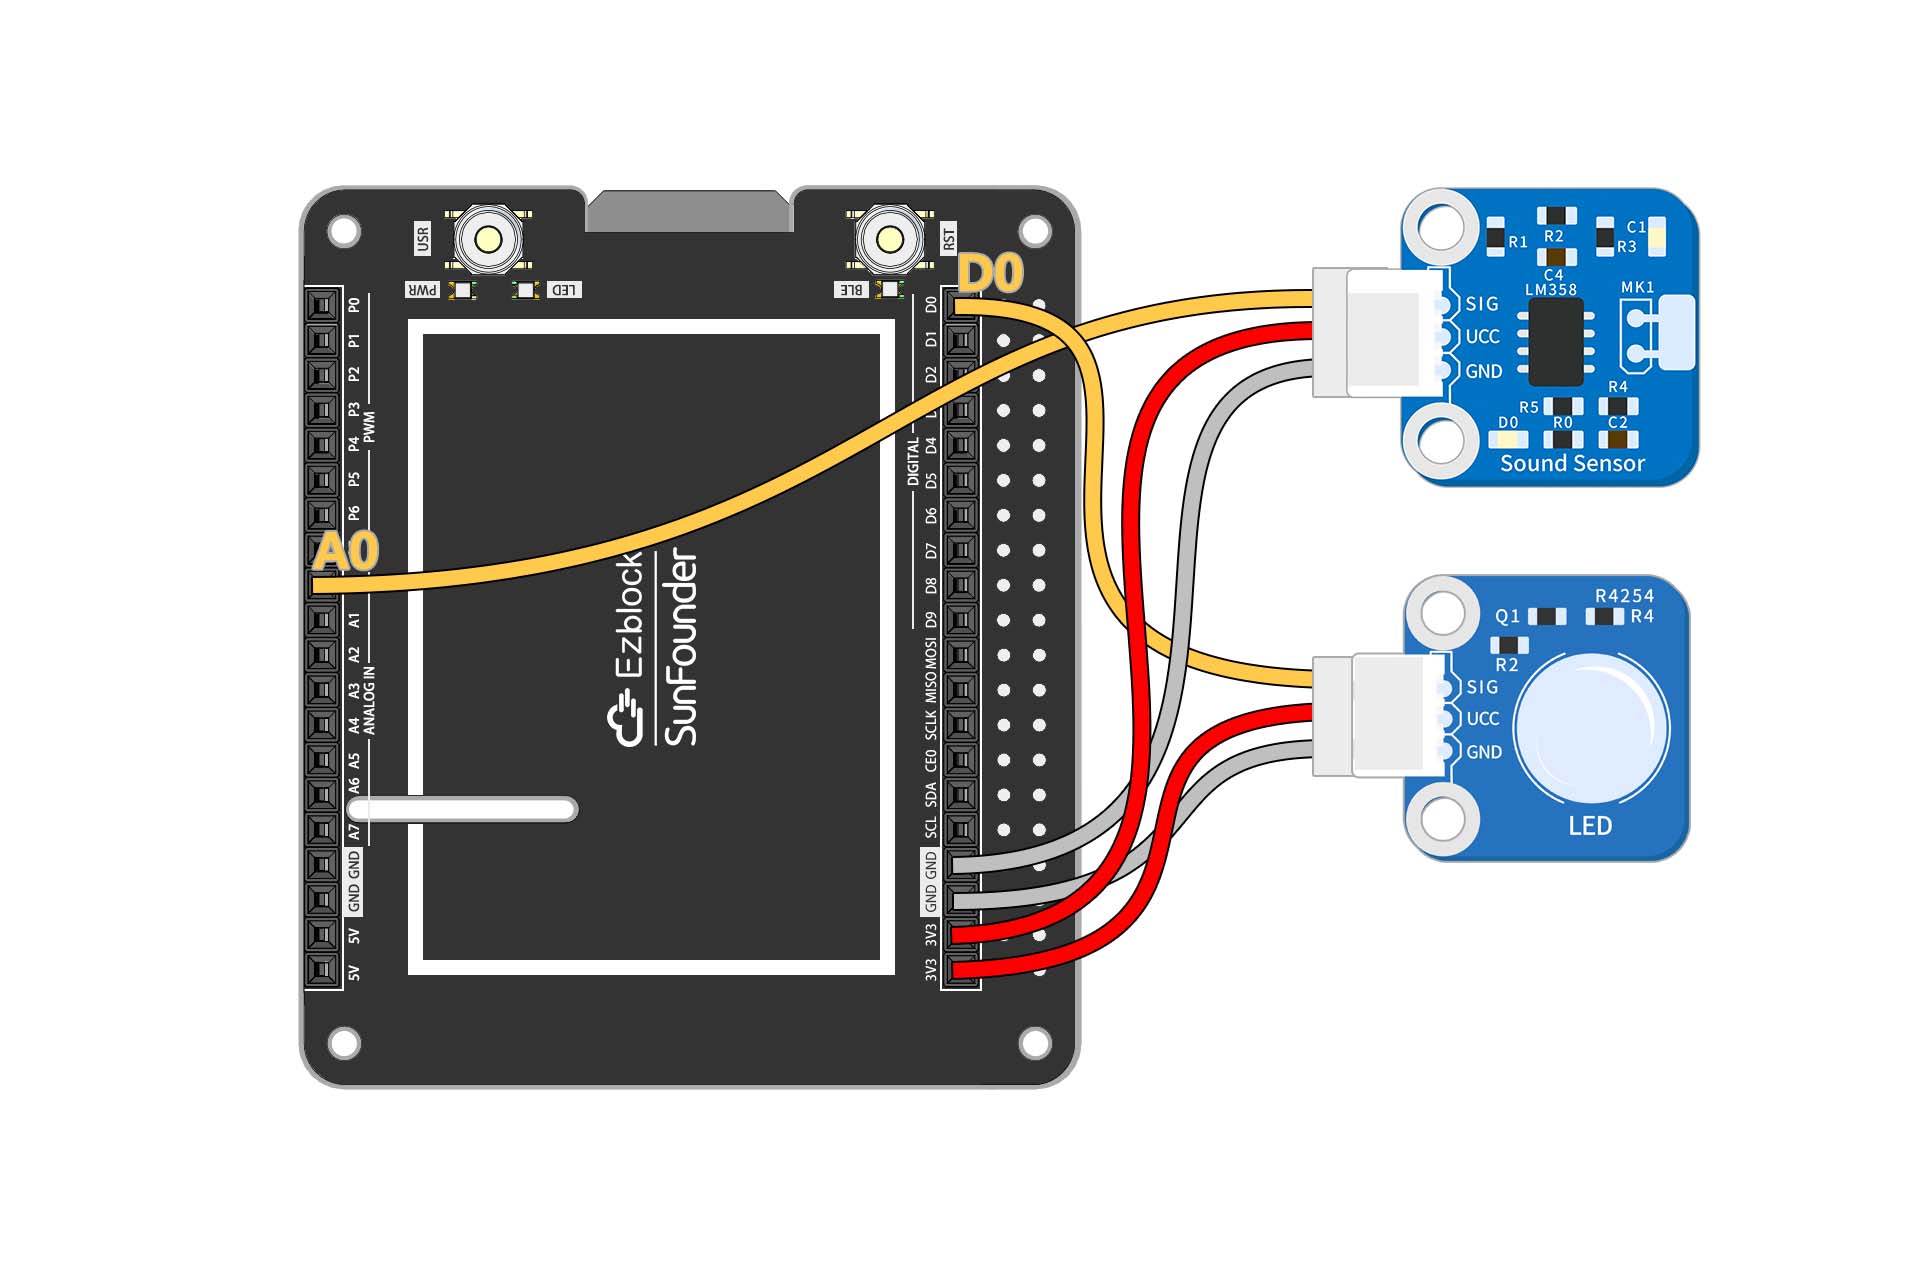 USR
PWR
LED
BLE
RST
D0
A0
P0
P1
P2
P3
P4
P5
P6
PWM
A1
A2
A3
A4
A5
A6
A7
ANALOG IN
GND
GND
5V
5V
Ezblock
SunFounder
D0
D1
D2
D4
D5
D6
D7
D8
D9
DIGITAL
MOSI
MISO
SCLK
CE0
SDA
SCL
GND
GND
3V3
3V3
R1
R2
R3
C1
C4
LM358
MK1
SIG
UCC
GND
R4
R5
D0
R0
C2
Sound Sensor
R4254
Q1
R4
R2
SIG
UCC
GND
LED